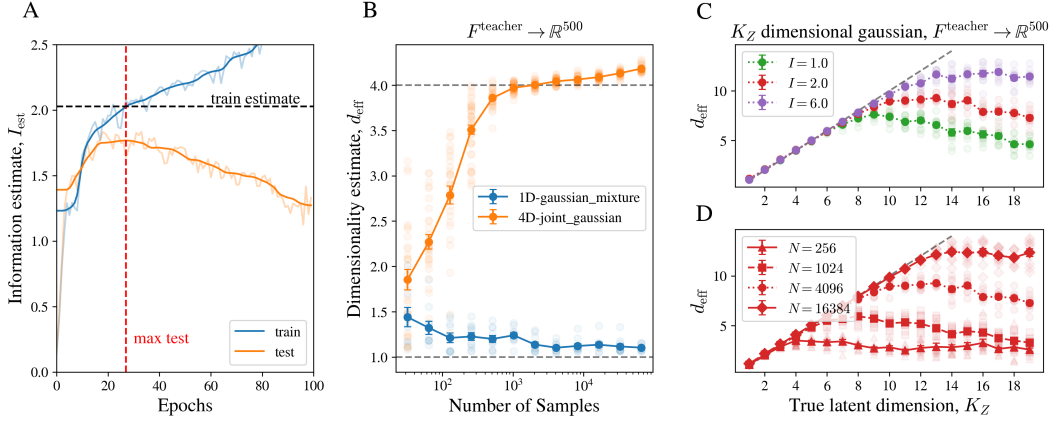 A
2.5
2.0
1.5
1.0
0.5
0.0
Information estimate, I_est
train estimate
max test
train
test
0 20 40 60 80 100
Epochs
B
F^teacher → ℝ^500
4.0
3.5
3.0
2.5
2.0
1.5
1.0
Dimensionality estimate, d_eff
1D-gaussian_mixture
4D-joint_gaussian
10^2 10^3 10^4
Number of Samples
C
K_Z dimensional gaussian, F^teacher → ℝ^500
I = 1.0
I = 2.0
I = 6.0
10
5
d_eff
2 4 6 8 10 12 14 16 18
D
N = 256
N = 1024
N = 4096
N = 16384
10
5
d_eff
2 4 6 8 10 12 14 16 18
True latent dimension, K_Z